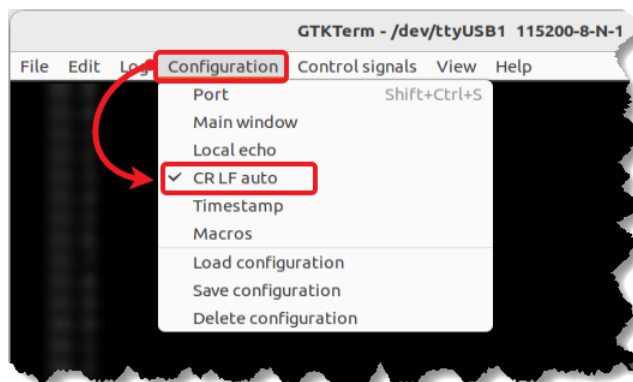 GTKTerm - /dev/ttyUSB1 115200-8-N-1
File Edit Log Configuration Control signals View Help
Port Shift+Ctrl+S
Main window
Local echo
CR LF auto
Timestamp
Macros
Load configuration
Save configuration
Delete configuration